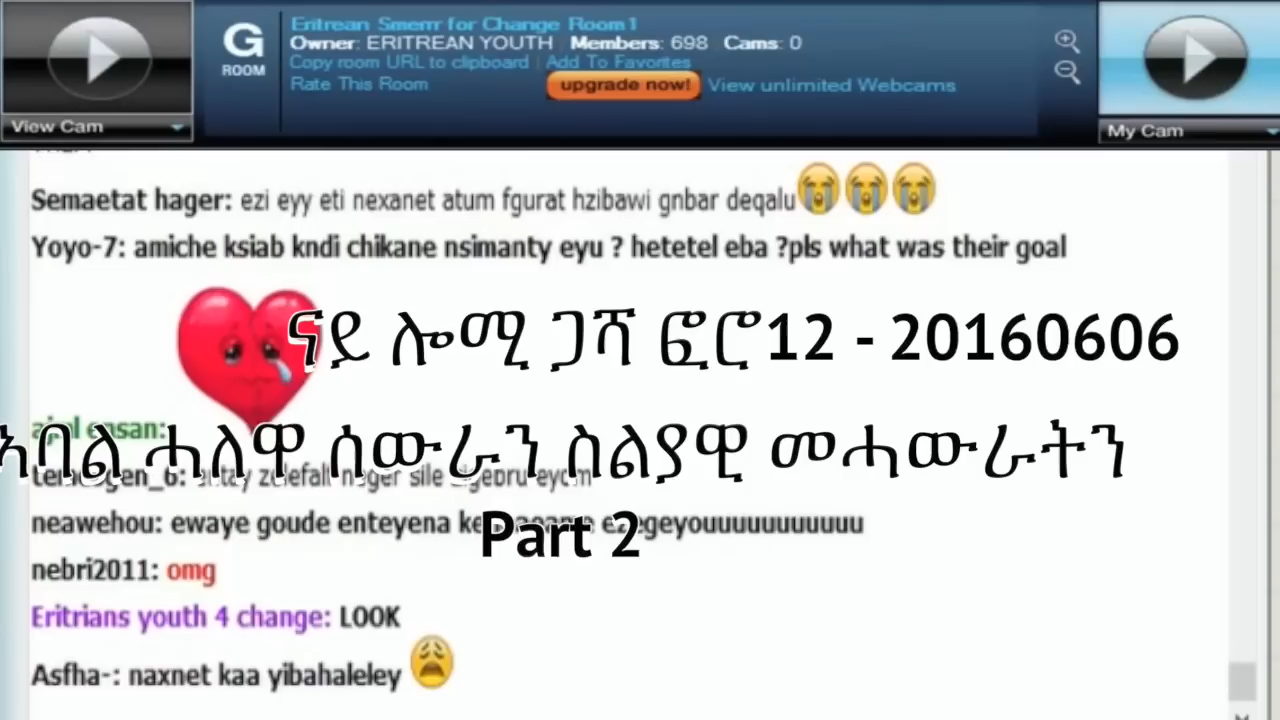 Eritrean Smerrr for Change Room1
G ROOM
Owner: ERITREAN YOUTH Members: 698 Cams: 0
Copy room URL to clipboard | Add To Favorites
Rate This Room upgrade now! View unlimited Webcams
View Cam
My Cam
Semaetat hager: ezi eyy eti nexanet atum fgurat hzibawi gnbar deqalu
Yoyo-7: amiche ksiab kndi chikane nsimanty eyu ? hetetel eba ?pls what was their goal
ናይ ሎሚ ጋሻ ፎሮ12 - 20160606
ኣባል ሓለዋ ሰውራን ስልያዊ መሓውራትን
neger sile
neawehou: ewaye goude enteyena
Part 2
nebri2011: omg
Eritrians youth 4 change: LOOK
Asfha-: naxnet kaa yibahaleley